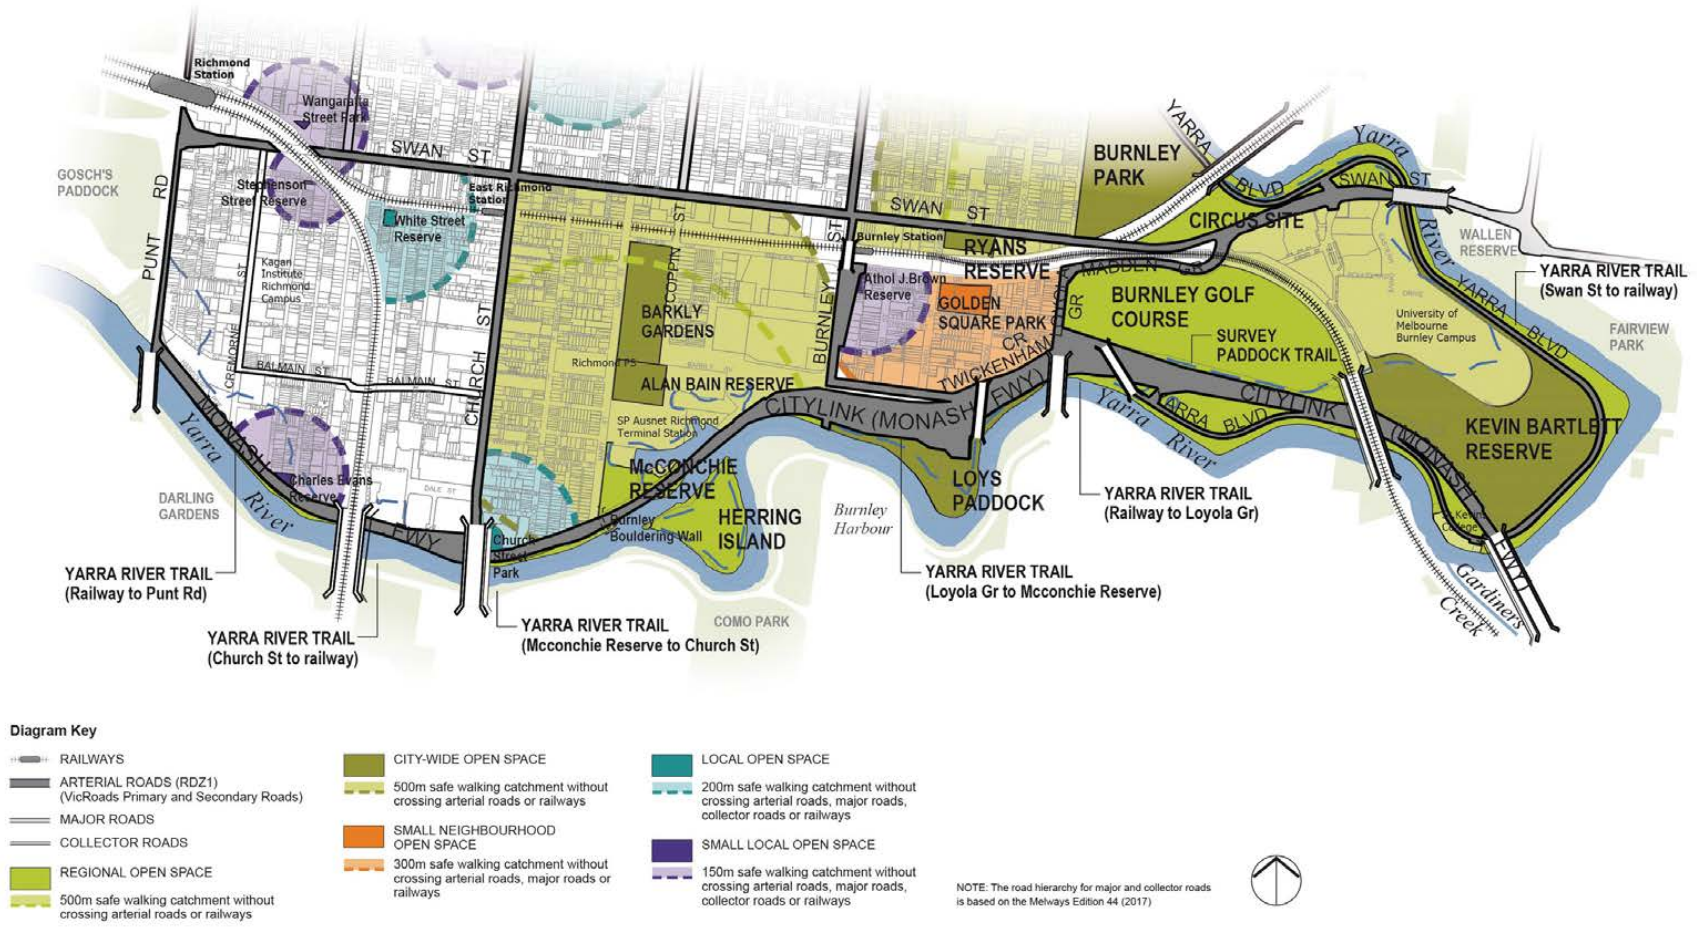 Richmond
Station
Wangaratta
Street Park
GOSCH'S
PADDOCK
PUNT RD
SWAN ST
Stephenson
Street Reserve
East Richmond
Station
White Street
Reserve
Kagan
Institute
Richmond
Campus
CREMORNE ST
BALMAIN ST
BALMAIN ST
CHURCH ST
COPPIN ST
BARKLY
GARDENS
Richmond PS
ALAN BAIN RESERVE
SP Ausnet Richmond
Terminal Station
BURNLEY ST
SWAN ST
Burnley Station
RYANS
RESERVE
Athol J.Brown
Reserve
GOLDEN
SQUARE PARK
TWICKENHAM CR
LOYOLA GR
MADDEN GR
BURNLEY
PARK
YARRA BLVD
CIRCUS SITE
SWAN ST
Yarra River
WALLEN
RESERVE
YARRA RIVER TRAIL
(Swan St to railway)
YARRA BLVD
FAIRVIEW
PARK
University of
Melbourne
Burnley Campus
BURNLEY GOLF
COURSE
SURVEY
PADDOCK TRAIL
CITYLINK (MONASH FWY)
KEVIN BARTLETT
RESERVE
CITYLINK (MONASH FWY)
YARRA BLVD
Yarra River
LOYS
PADDOCK
YARRA RIVER TRAIL
(Railway to Loyola Gr)
Gardiners
Creek
McCONCHIE
RESERVE
HERRING
ISLAND
Burnley
Harbour
Burnley
Bouldering Wall
Church
Street
Park
DALE ST
Charles Evans
Reserve
MONASH FWY
Yarra River
DARLING
GARDENS
YARRA RIVER TRAIL
(Railway to Punt Rd)
YARRA RIVER TRAIL
(Church St to railway)
YARRA RIVER TRAIL
(Mcconchie Reserve to Church St)
COMO PARK
YARRA RIVER TRAIL
(Loyola Gr to Mcconchie Reserve)
Diagram Key
RAILWAYS
ARTERIAL ROADS (RDZ1)
(VicRoads Primary and Secondary Roads)
MAJOR ROADS
COLLECTOR ROADS
REGIONAL OPEN SPACE
500m safe walking catchment without
crossing arterial roads or railways
CITY-WIDE OPEN SPACE
500m safe walking catchment without
crossing arterial roads or railways
SMALL NEIGHBOURHOOD
OPEN SPACE
300m safe walking catchment without
crossing arterial roads, major roads or
railways
LOCAL OPEN SPACE
200m safe walking catchment without
crossing arterial roads, major roads,
collector roads or railways
SMALL LOCAL OPEN SPACE
150m safe walking catchment without
crossing arterial roads, major roads,
collector roads or railways
NOTE: The road hierarchy for major and collector roads
is based on the Melways Edition 44 (2017)